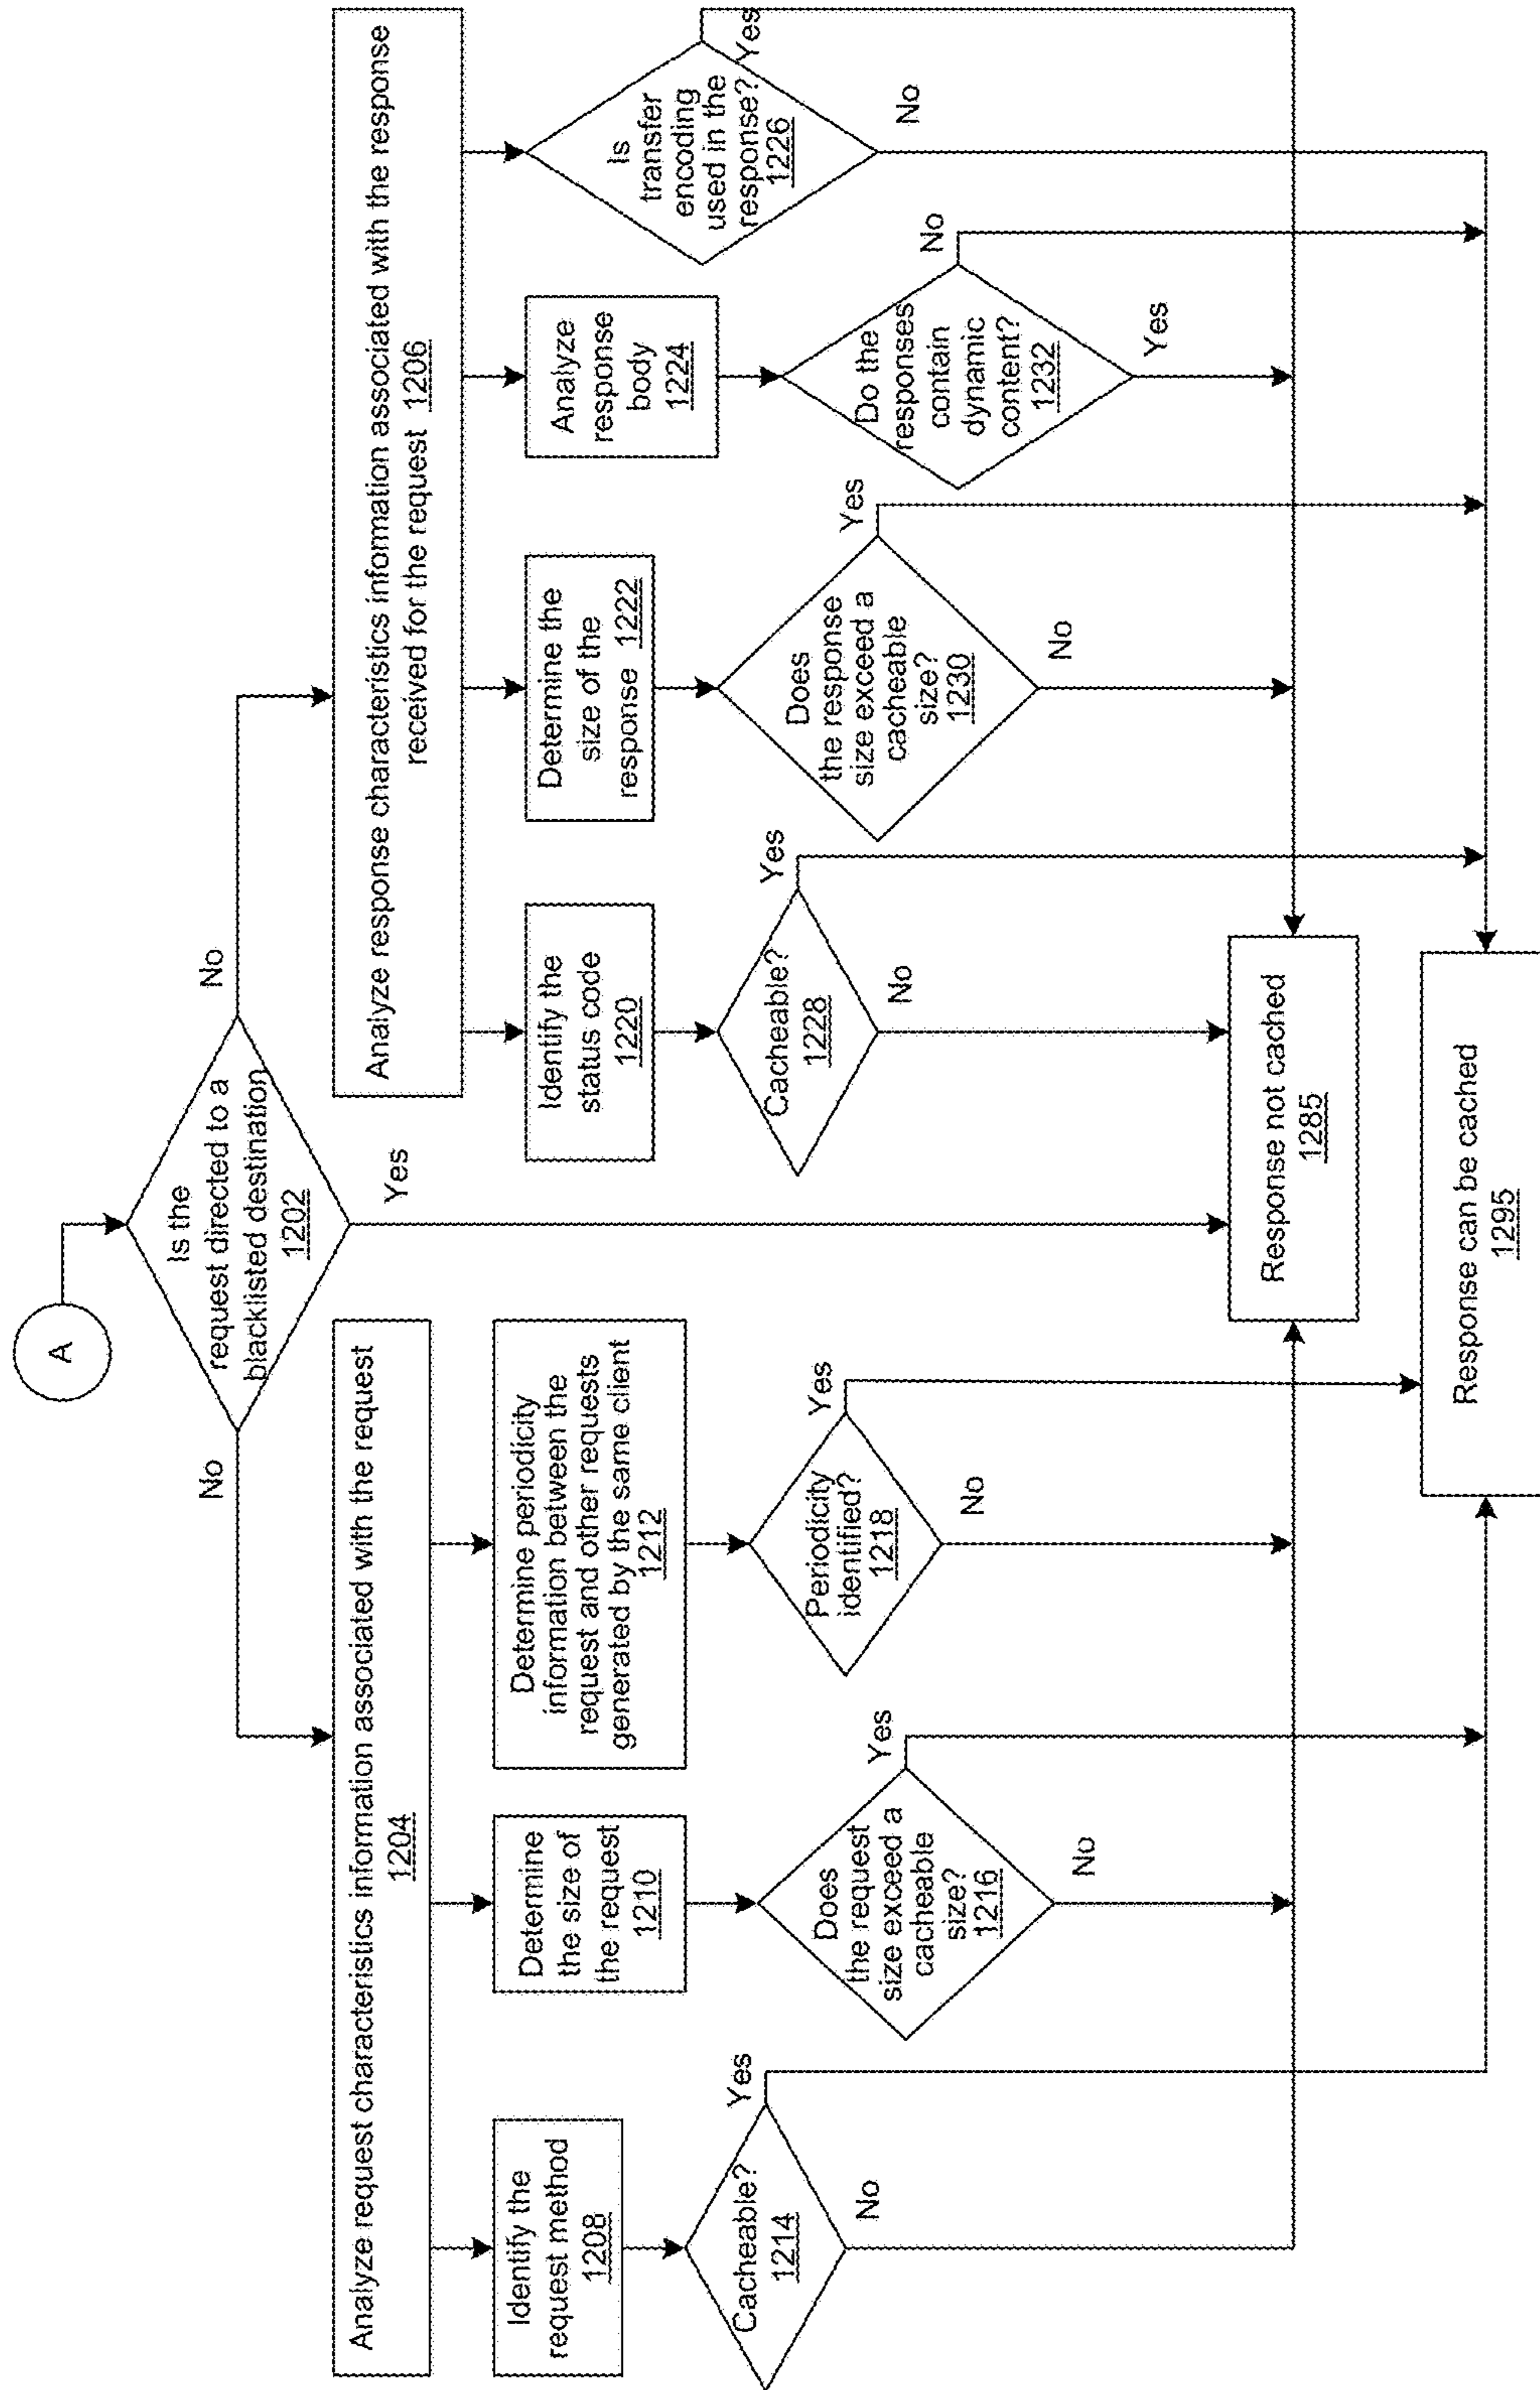 A
Is the
request directed to a
blacklisted destination
1202
No
No
Yes
Analyze request characteristics information associated with the request
1204
Analyze response characteristics information associated with the response
received for the request 1206
Identify the
request method
1208
Determine
the size of
the request
1210
Determine periodicity
information between the
request and other requests
generated by the same client
1212
Identify the
status code
1220
Determine the
size of the
response 1222
Analyze
response
body
1224
Is
transfer
encoding
used in the
response?
1226
Yes
No
Cacheable?
1214
Yes
No
Does
the request
size exceed a
cacheable
size?
1216
Yes
No
Periodicity
identified?
1218
Yes
No
Cacheable?
1228
Yes
No
Does
the response
size exceed a
cacheable
size?
1230
Yes
No
Do the
responses
contain
dynamic
content?
1232
No
Yes
Response not cached
1285
Response can be cached
1295